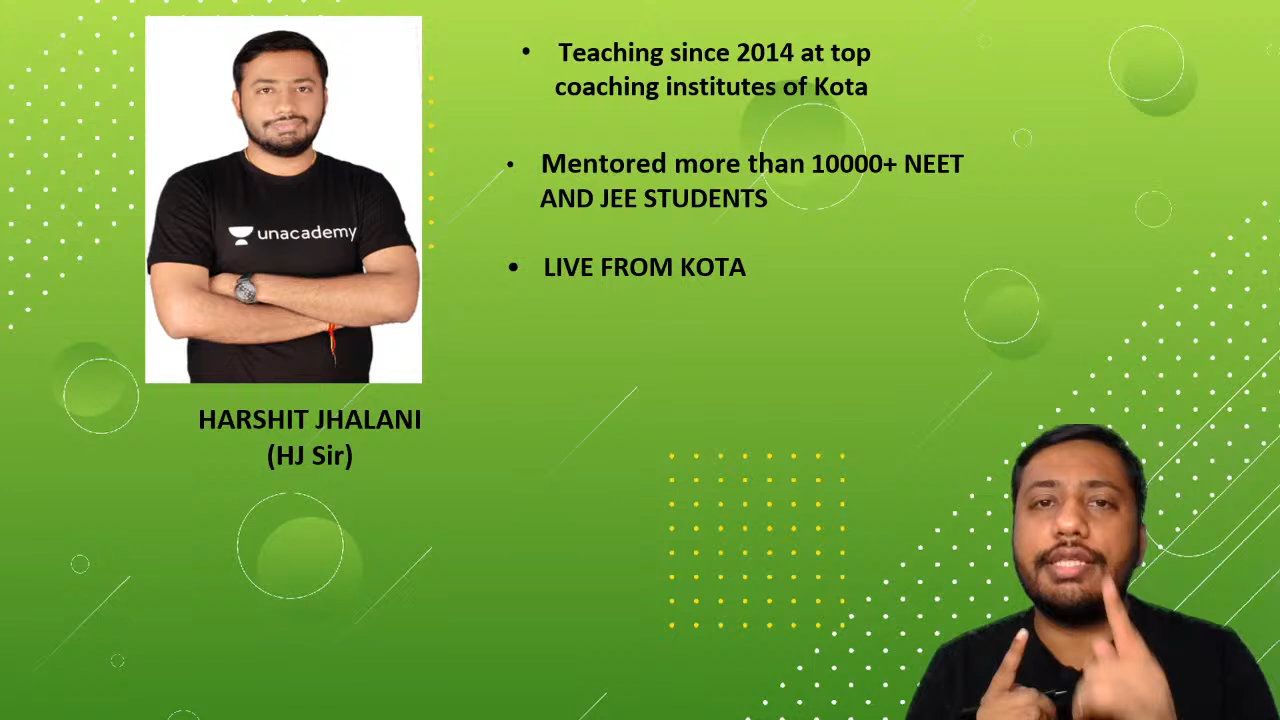 unacademy
HARSHIT JHALANI
(HJ Sir)
• Teaching since 2014 at top
coaching institutes of Kota
• Mentored more than 10000+ NEET
AND JEE STUDENTS
• LIVE FROM KOTA